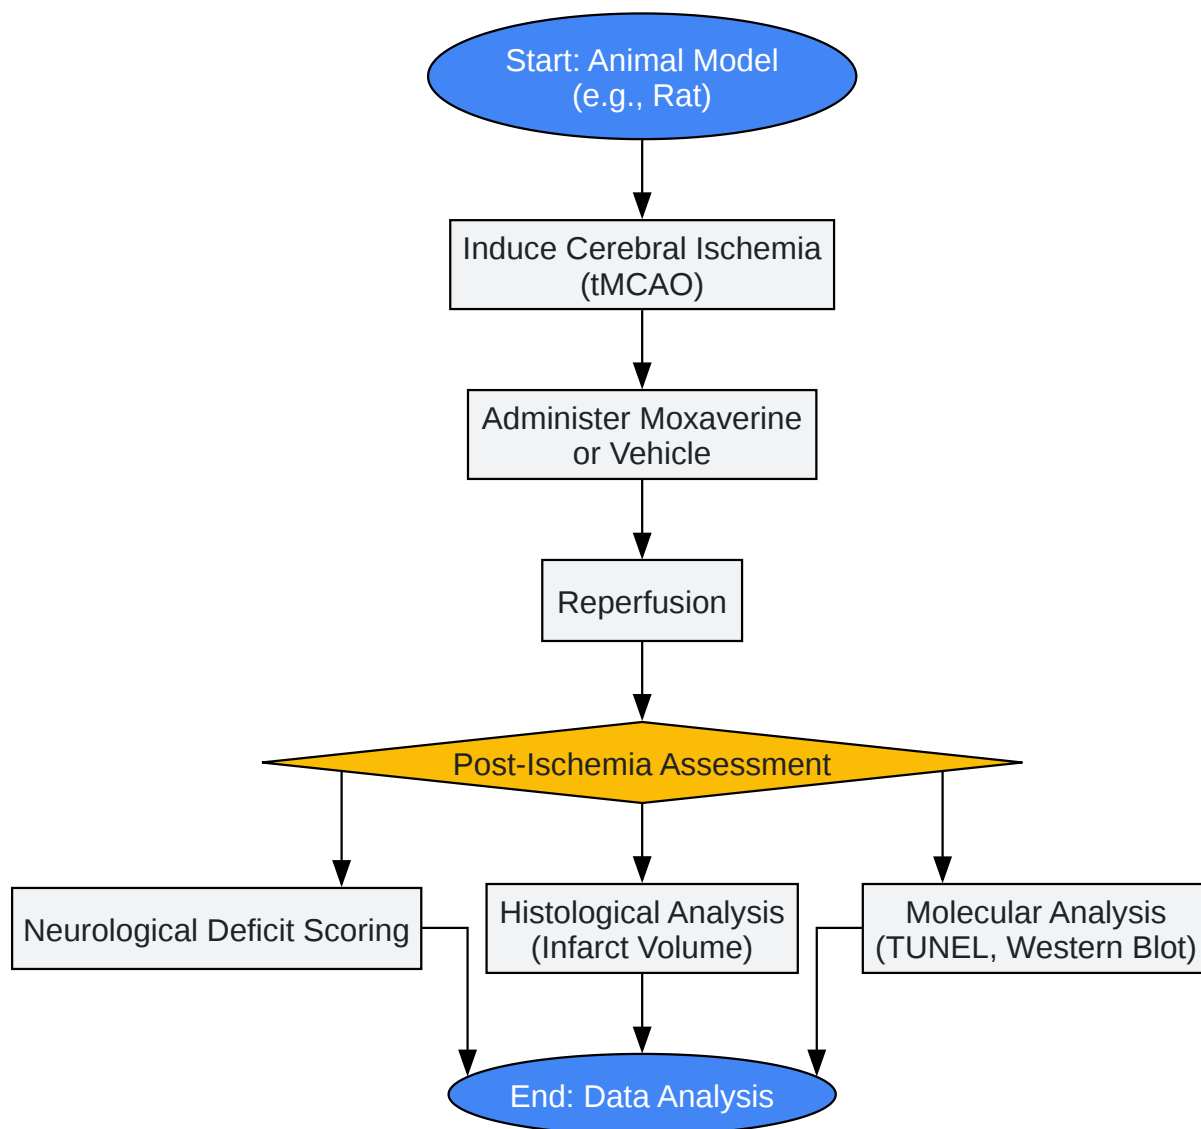 Start: Animal Model
(e.g., Rat)
Induce Cerebral Ischemia
(tMCAO)
Administer Moxaverine
or Vehicle
Reperfusion
Post-Ischemia Assessment
Neurological Deficit Scoring
Histological Analysis
(Infarct Volume)
Molecular Analysis
(TUNEL, Western Blot)
End: Data Analysis